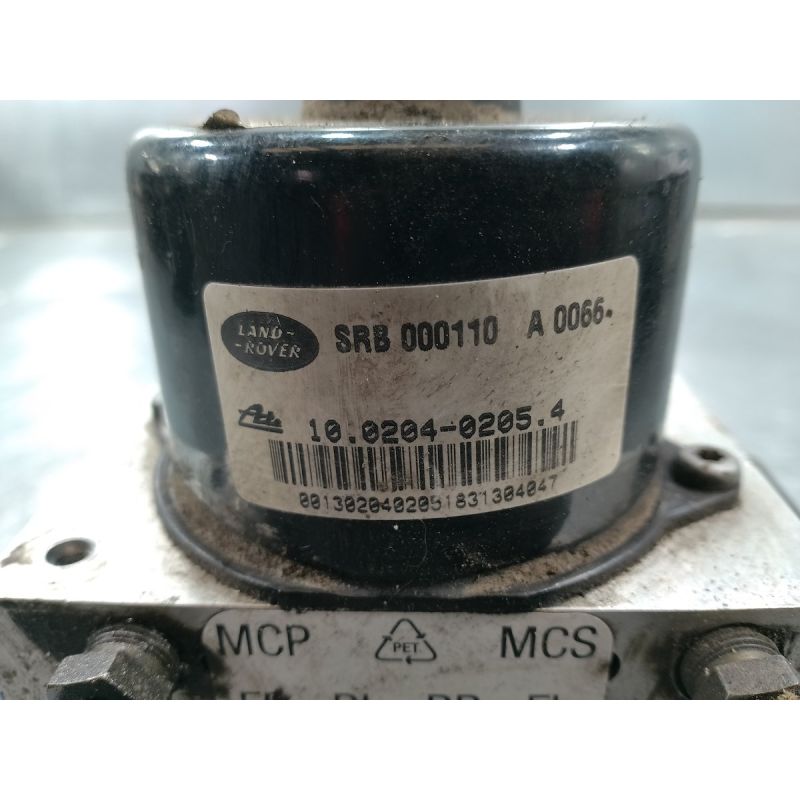 LAND-
-ROVER
SRB 000110 A 0066.
Ate 10.0204-0205.4
0013020402051831304047
MCP PET MCS